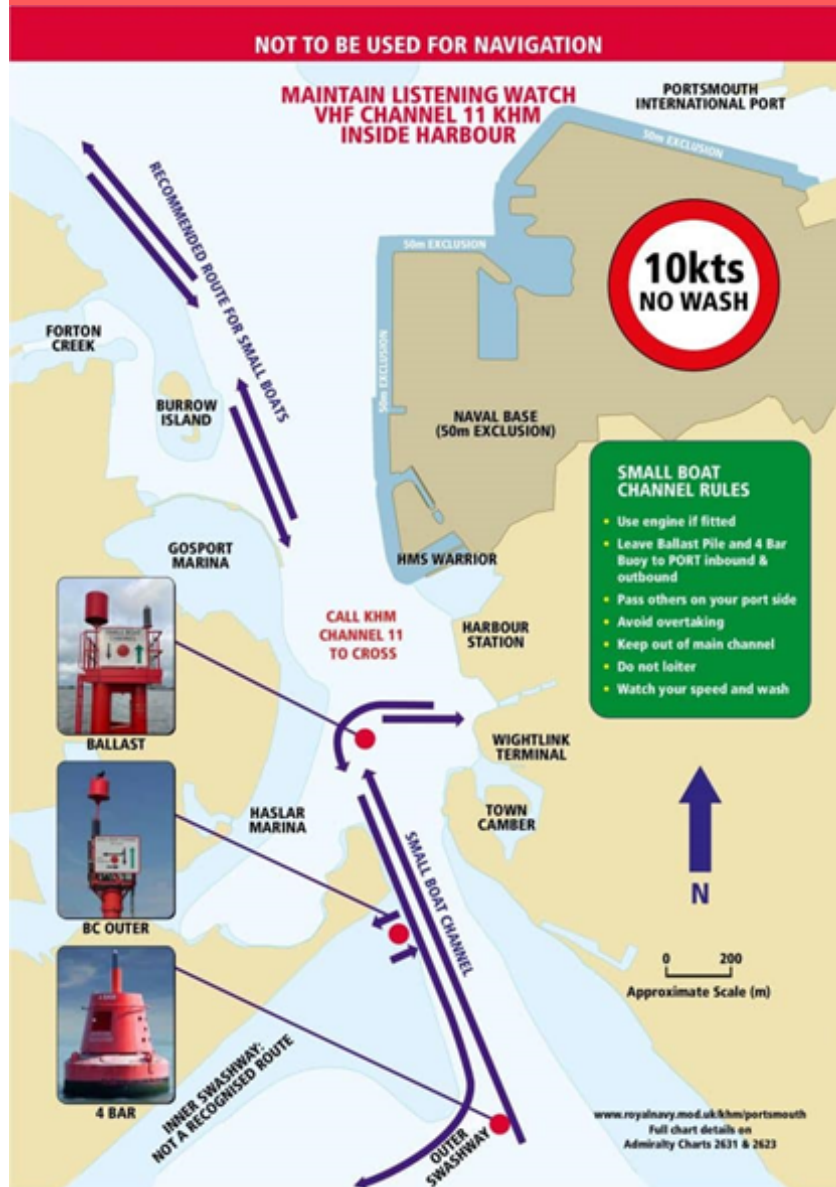 NOT TO BE USED FOR NAVIGATION
MAINTAIN LISTENING WATCH
VHF CHANNEL 11 KHM
INSIDE HARBOUR
PORTSMOUTH
INTERNATIONAL PORT
50m EXCLUSION
RECOMMENDED ROUTE FOR SMALL BOATS
50m EXCLUSION
10kts
NO WASH
FORTON
CREEK
50m EXCLUSION
BURROW
ISLAND
NAVAL BASE
(50m EXCLUSION)
SMALL BOAT
CHANNEL RULES
• Use engine if fitted
• Leave Ballast Pile and 4 Bar
Buoy to PORT inbound &
outbound
• Pass others on your port side
• Avoid overtaking
• Keep out of main channel
• Do not loiter
• Watch your speed and wash
GOSPORT
MARINA
HMS WARRIOR
CALL KHM
CHANNEL 11
TO CROSS
HARBOUR
STATION
SMALL BOAT
CHANNEL
BALLAST
WIGHTLINK
TERMINAL
HASLAR
MARINA
TOWN
CAMBER
SMALL BOAT CHANNEL
N
BC OUTER
0 200
Approximate Scale (m)
4 BAR
INNER SWASHWAY:
NOT A RECOGNISED ROUTE
OUTER
SWASHWAY
www.royalnavy.mod.uk/khm/portsmouth
Full chart details on
Admiralty Charts 2631 & 2623